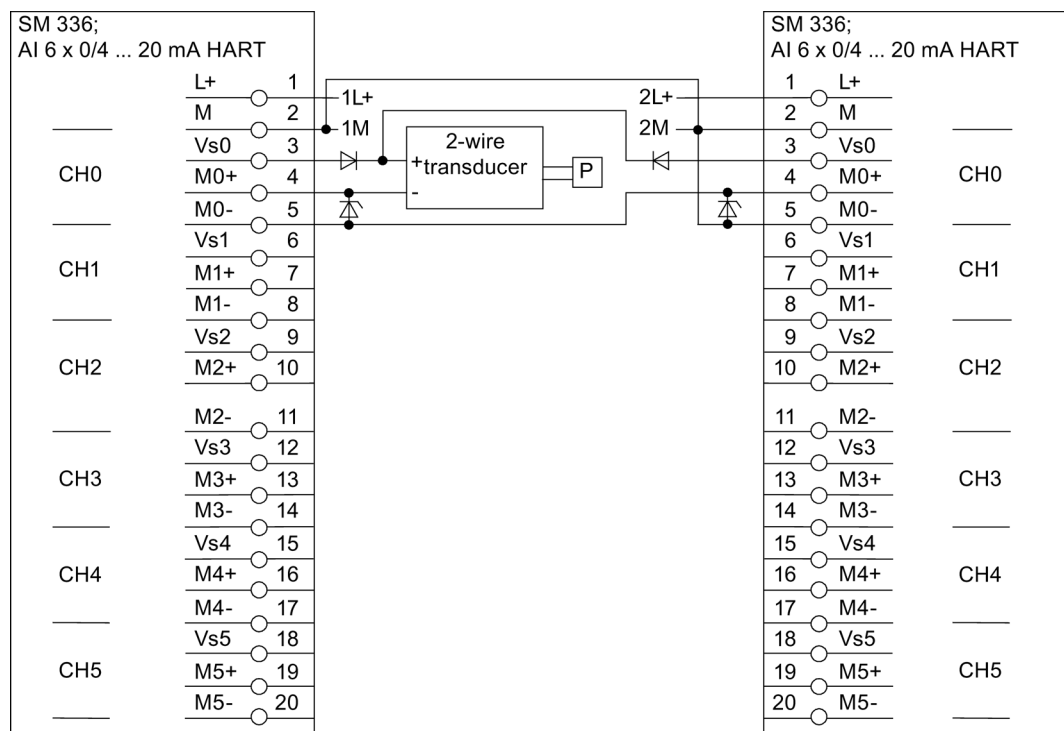 SM 336;
AI 6 x 0/4 ... 20 mA HART
L+ 1
M 2
Vs0 3
CH0
M0+ 4
M0- 5
Vs1 6
CH1
M1+ 7
M1- 8
Vs2 9
CH2
M2+ 10
M2- 11
Vs3 12
CH3
M3+ 13
M3- 14
Vs4 15
CH4
M4+ 16
M4- 17
Vs5 18
CH5
M5+ 19
M5- 20
1L+
1M
2-wire
+transducer
-
P
2L+
2M
SM 336;
AI 6 x 0/4 ... 20 mA HART
1 L+
2 M
3 Vs0
CH0
4 M0+
5 M0-
6 Vs1
CH1
7 M1+
8 M1-
9 Vs2
CH2
10 M2+
11 M2-
12 Vs3
CH3
13 M3+
14 M3-
15 Vs4
CH4
16 M4+
17 M4-
18 Vs5
CH5
19 M5+
20 M5-